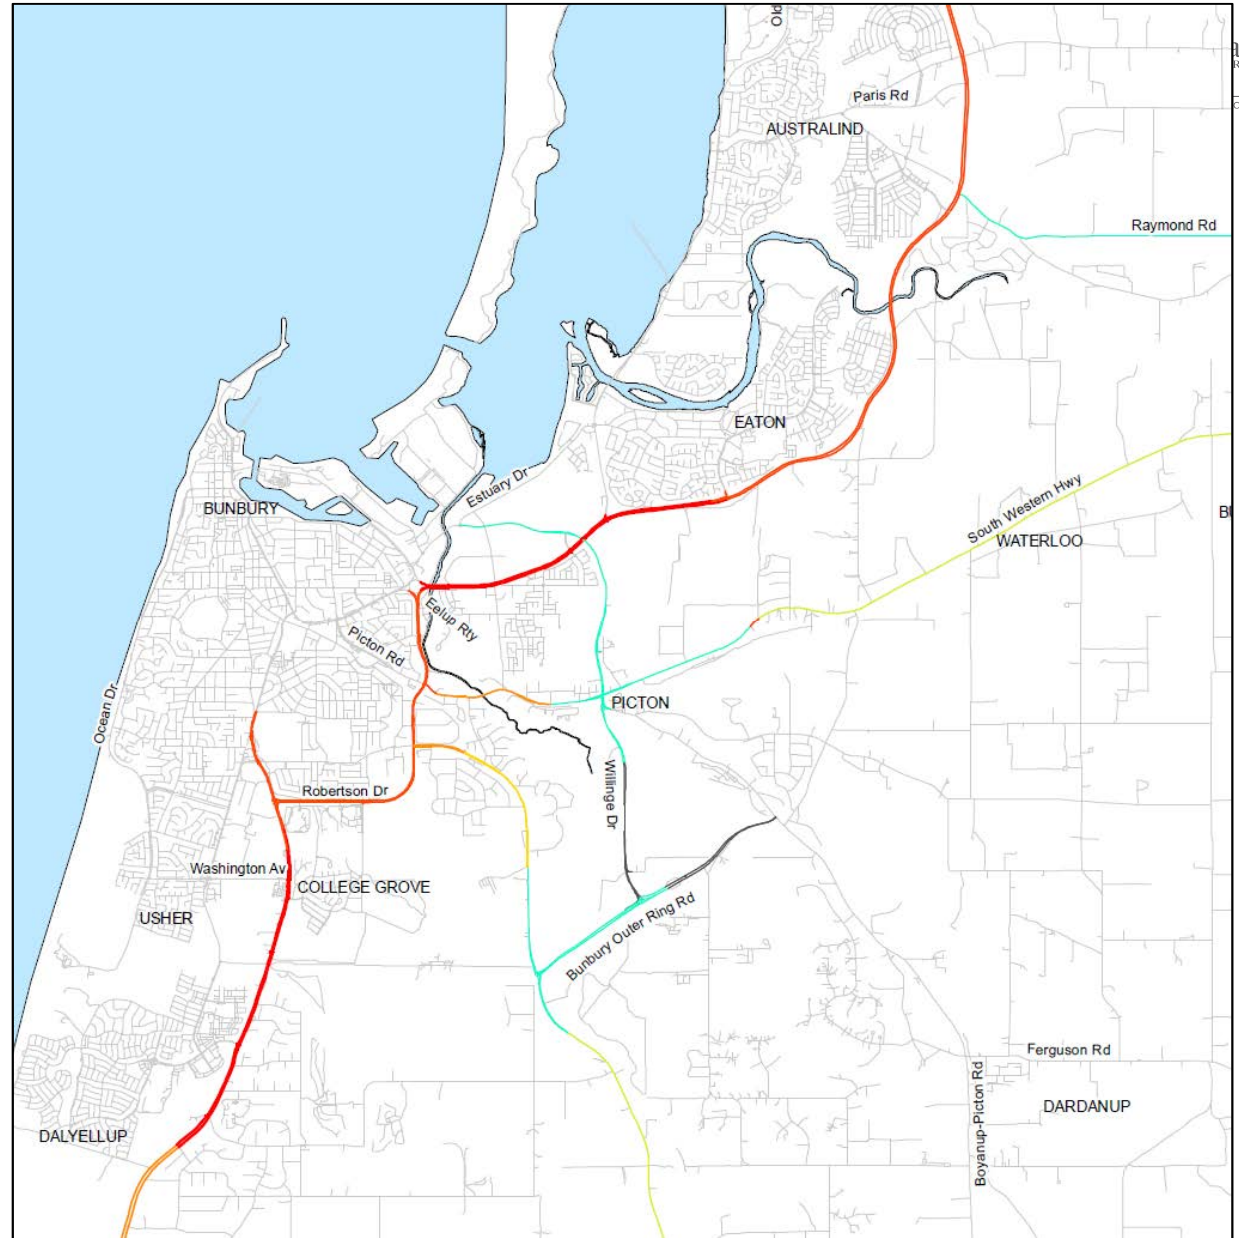 Old
Paris Rd
AUSTRALIND
Raymond Rd
EATON
Estuary Dr
South Western Hwy
BUNBURY
WATERLOO
Eelup Rty
Picton Rd
PICTON
Ocean Dr
Willinge Dr
Robertson Dr
Washington Av
COLLEGE GROVE
USHER
Bunbury Outer Ring Rd
Ferguson Rd
Boyanup-Picton Rd
DARDANUP
DALYELLUP